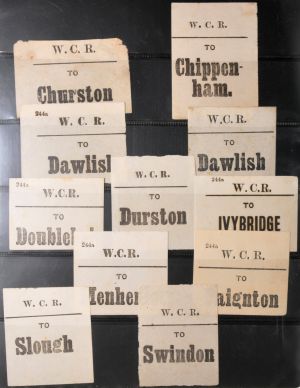 W. C. R.
TO
Churston
W. C. R.
TO
Chippen-
ham.
244a
W. C. R.
TO
Dawlish
W. C. R.
TO
Dawlish
244a
W.C.R.
TO
W. C. R.
TO
Durston
244a
W.C.R.
TO
IVYBRIDGE
244a
W.C.R.
TO
244a
W.C.R.
TO
W. C. R.
TO
Slough
W. C. R.
TO
Swindon